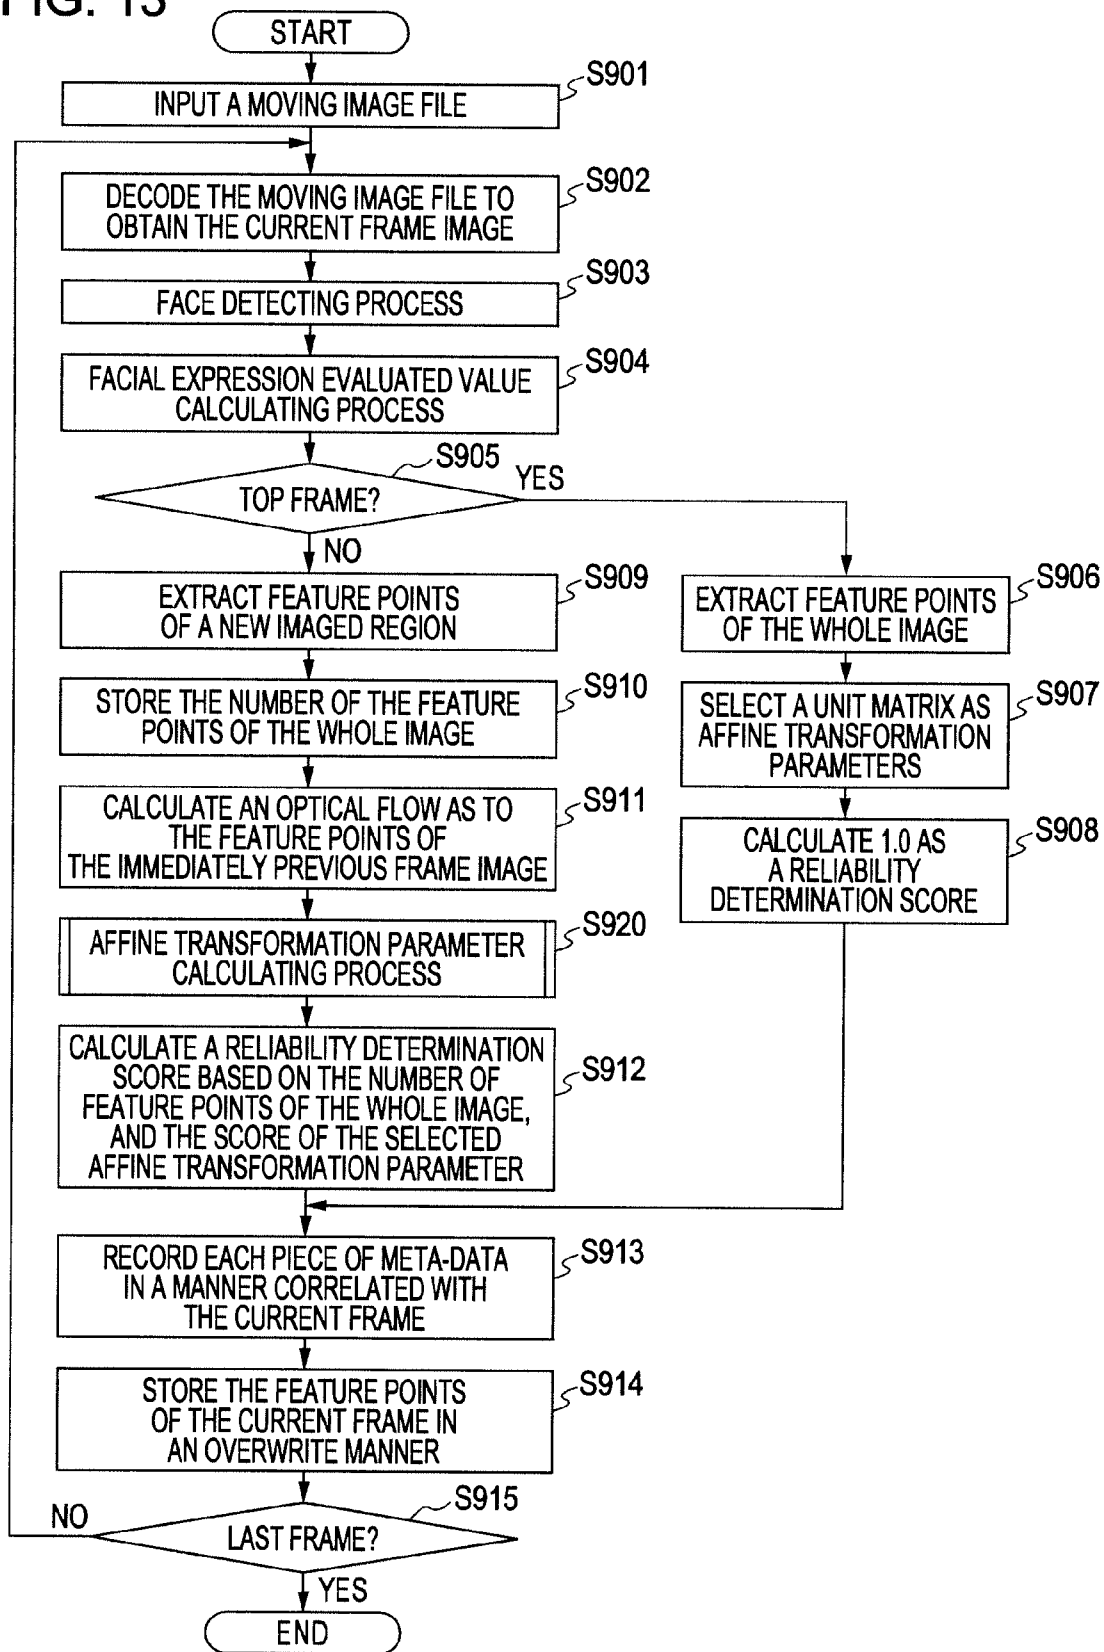 FIG. 13
START
S901
INPUT A MOVING IMAGE FILE
S902
DECODE THE MOVING IMAGE FILE TO
OBTAIN THE CURRENT FRAME IMAGE
S903
FACE DETECTING PROCESS
S904
FACIAL EXPRESSION EVALUATED VALUE
CALCULATING PROCESS
S905
TOP FRAME?
YES
NO
S909
EXTRACT FEATURE POINTS
OF A NEW IMAGED REGION
S906
EXTRACT FEATURE POINTS
OF THE WHOLE IMAGE
S910
STORE THE NUMBER OF THE FEATURE
POINTS OF THE WHOLE IMAGE
S907
SELECT A UNIT MATRIX AS
AFFINE TRANSFORMATION
PARAMETERS
S911
CALCULATE AN OPTICAL FLOW AS TO
THE FEATURE POINTS OF
THE IMMEDIATELY PREVIOUS FRAME IMAGE
S908
CALCULATE 1.0 AS
A RELIABILITY
DETERMINATION SCORE
S920
AFFINE TRANSFORMATION PARAMETER
CALCULATING PROCESS
S912
CALCULATE A RELIABILITY DETERMINATION
SCORE BASED ON THE NUMBER OF
FEATURE POINTS OF THE WHOLE IMAGE,
AND THE SCORE OF THE SELECTED
AFFINE TRANSFORMATION PARAMETER
S913
RECORD EACH PIECE OF META-DATA
IN A MANNER CORRELATED WITH
THE CURRENT FRAME
S914
STORE THE FEATURE POINTS
OF THE CURRENT FRAME IN
AN OVERWRITE MANNER
S915
NO
LAST FRAME?
YES
END